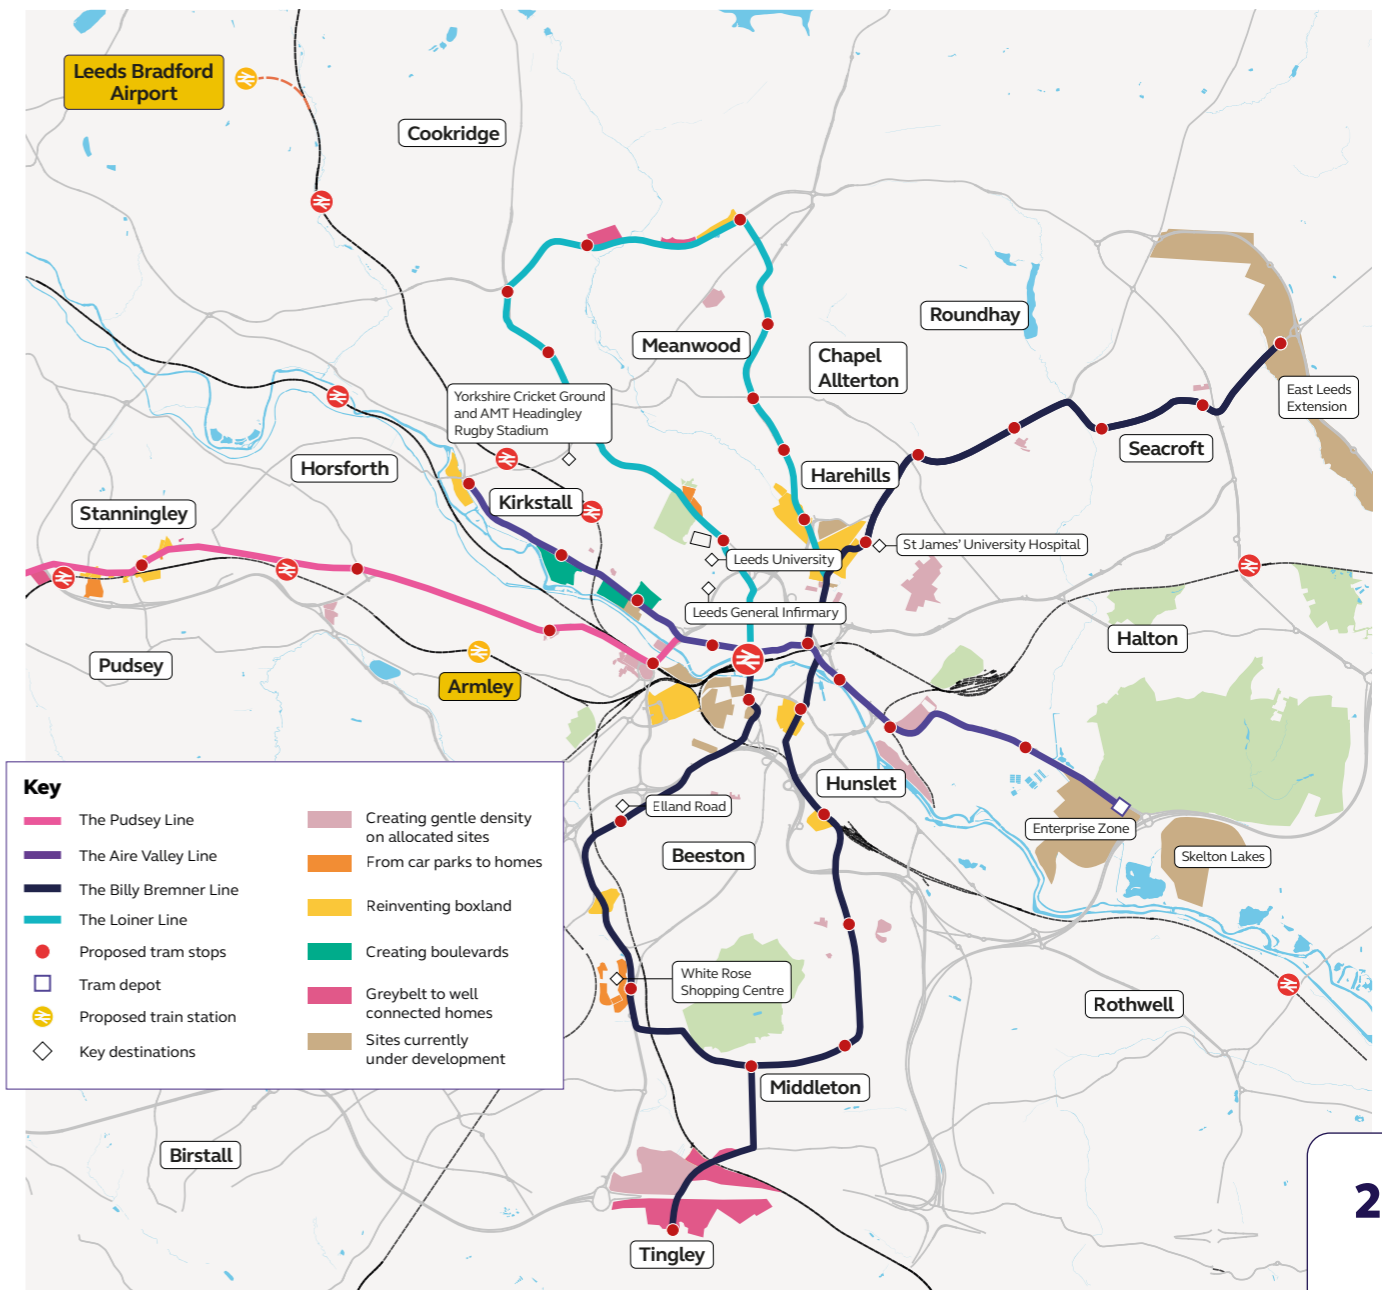 Leeds Bradford
Airport
Cookridge
Roundhay
Meanwood
Chapel
Allterton
East Leeds
Extension
Yorkshire Cricket Ground
and AMT Headingley
Rugby Stadium
Seacroft
Horsforth
Harehills
Kirkstall
Stanningley
St James' University Hospital
Leeds University
Leeds General Infirmary
Halton
Pudsey
Armley
Hunslet
Elland Road
Enterprise Zone
Beeston
Skelton Lakes
Key
The Pudsey Line
The Aire Valley Line
The Billy Bremner Line
The Loiner Line
Proposed tram stops
Tram depot
Proposed train station
Key destinations
Creating gentle density
on allocated sites
From car parks to homes
Reinventing boxland
Creating boulevards
Greybelt to well
connected homes
Sites currently
under development
White Rose
Shopping Centre
Rothwell
Middleton
Birstall
Tingley
2